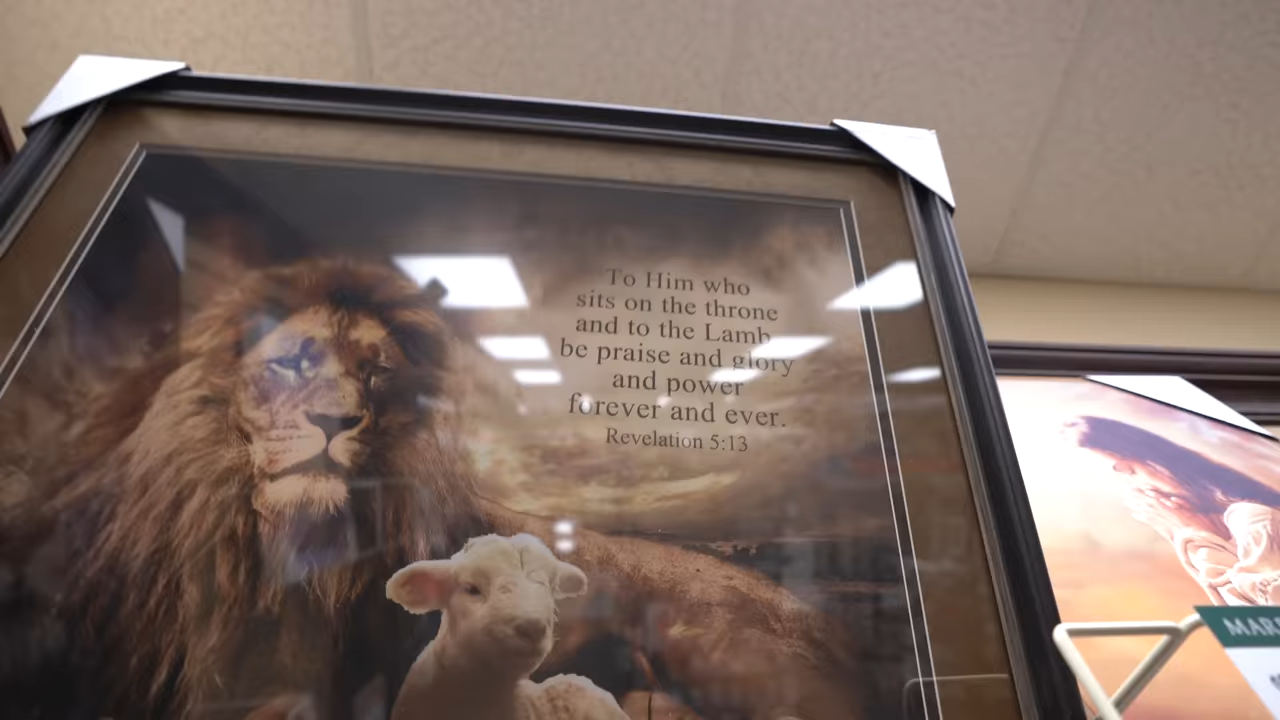 To Him who
sits on the throne
and to the Lamb
be praise and glory
and power
forever and ever.
Revelation 5:13